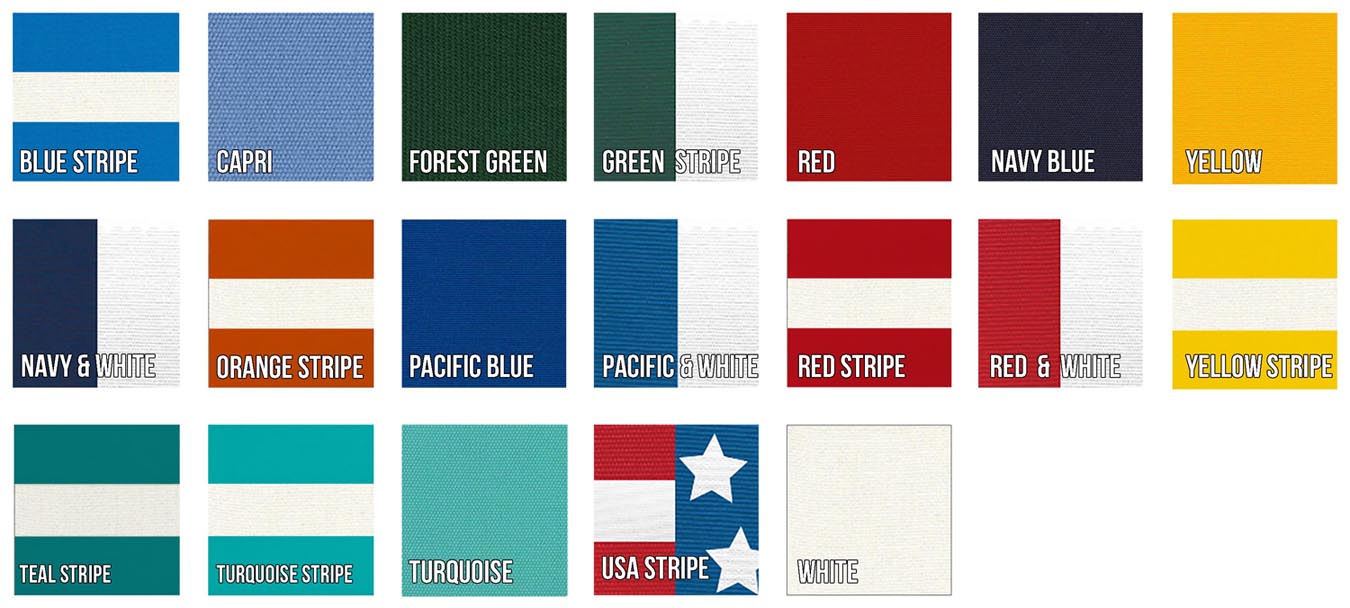 BLUE STRIPE
CAPRI
FOREST GREEN
GREEN STRIPE
RED
NAVY BLUE
YELLOW
NAVY & WHITE
ORANGE STRIPE
PACIFIC BLUE
PACIFIC & WHITE
RED STRIPE
RED & WHITE
YELLOW STRIPE
TEAL STRIPE
TURQUOISE STRIPE
TURQUOISE
USA STRIPE
WHITE